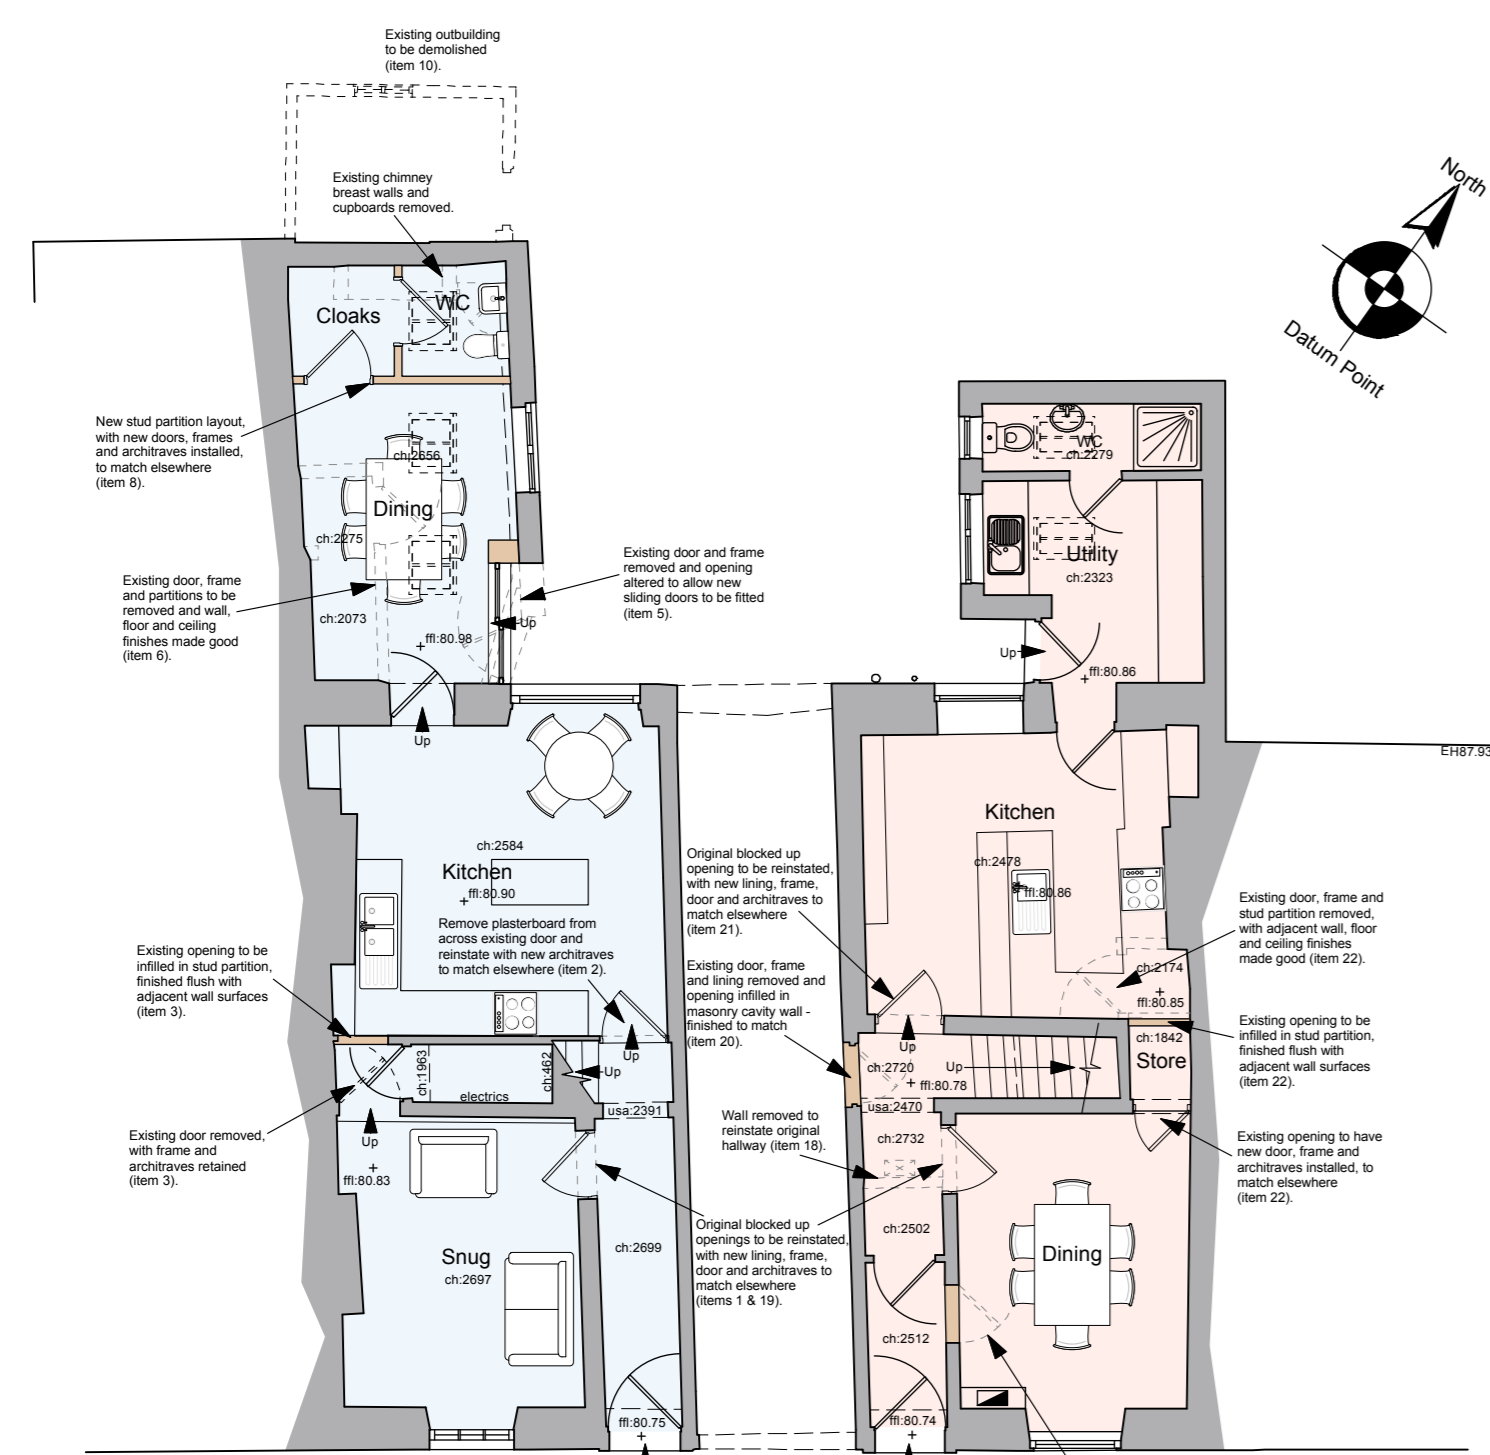 Existing outbuilding
to be demolished
(item 10).
Existing chimney
breast walls and
cupboards removed.
North
Datum Point
WC
Cloaks
New stud partition layout,
with new doors, frames
and architraves installed,
to match elsewhere
(item 8).
ch:2656
Dining
ch:2275
Existing door, frame
and partitions to be
removed and wall,
floor and ceiling
finishes made good
(item 6).
ch:2073
ffl:80.98
Up
Existing door and frame
removed and opening
altered to allow new
sliding doors to be fitted
(item 5).
Up
WC
ch:2279
Utility
ch:2323
Up
ffl:80.86
EH87.93
ch:2584
Kitchen
ffl:80.90
Remove plasterboard from
across existing door and
reinstate with new architraves
to match elsewhere (item 2).
Original blocked up
opening to be reinstated,
with new lining, frame,
door and architraves to
match elsewhere
(item 21).
Kitchen
ch:2478
ffl:80.86
Existing door, frame and
stud partition removed,
with adjacent wall, floor
and ceiling finishes
made good (item 22).
ch:2174
ffl:80.85
Existing opening to be
infilled in stud partition,
finished flush with
adjacent wall surfaces
(item 3).
Existing door, frame
and lining removed and
opening infilled in
masonry cavity wall -
finished to match
(item 20).
Existing opening to be
infilled in stud partition,
finished flush with
adjacent wall surfaces
(item 22).
ch:1842
Store
Up
Up
ch:1963
ch:462
electrics
Up
usa:2391
ch:2720
Up
ffl:80.78
usa:2470
ch:2732
Existing door removed,
with frame and
architraves retained
(item 3).
Up
ffl:80.83
Wall removed to
reinstate original
hallway (item 18).
Existing opening to have
new door, frame and
architraves installed, to
match elsewhere
(item 22).
Original blocked up
openings to be reinstated,
with new lining, frame,
door and architraves to
match elsewhere
(items 1 & 19).
Snug
ch:2697
ch:2699
ch:2502
Dining
ch:2512
ffl:80.75
ffl:80.74